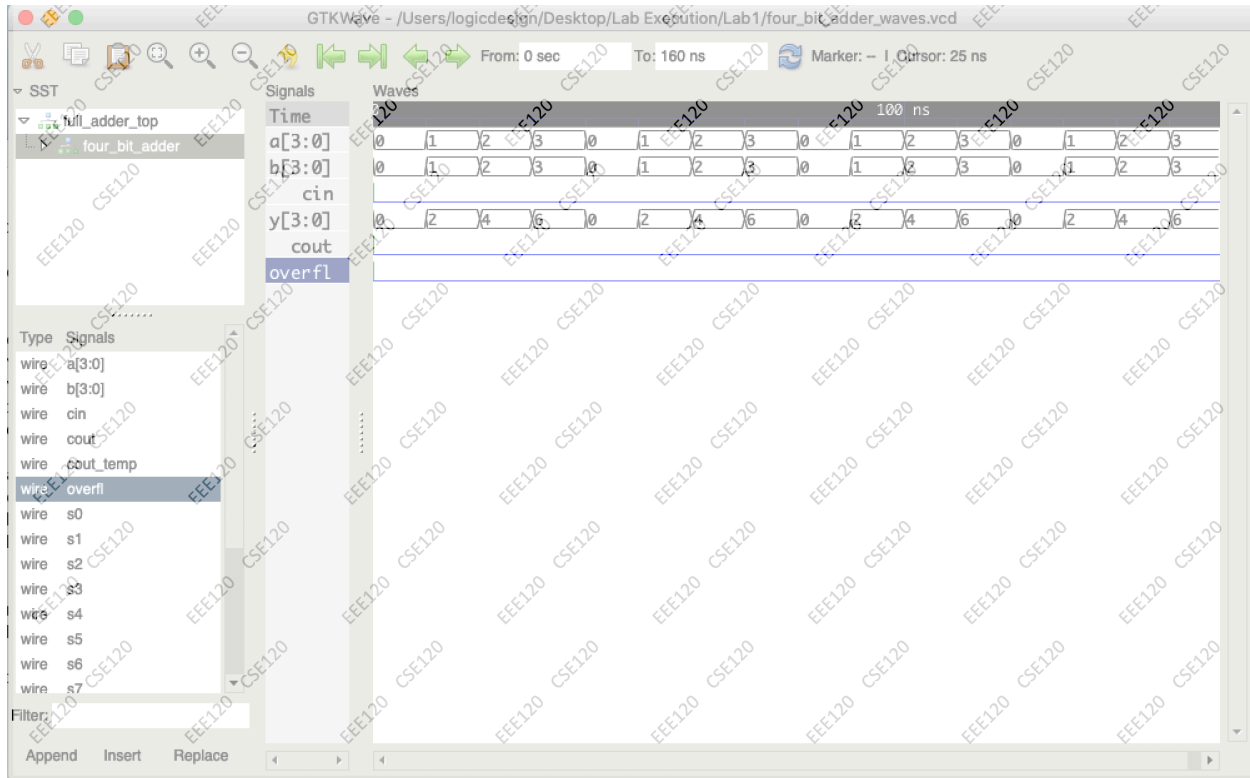 GTKWave - /Users/logicdesign/Desktop/Lab Execution/Lab1/four_bit_adder_waves.vcd
From: 0 sec To: 160 ns Marker: -- | Cursor: 25 ns
SST
full_adder_top
four_bit_adder
Type Signals
wire a[3:0]
wire b[3:0]
wire cin
wire cout
wire cout_temp
wire overfl
wire s0
wire s1
wire s2
wire s3
wire s4
wire s5
wire s6
wire s7
Filter:
Append Insert Replace
Signals
Time
a[3:0]
b[3:0]
cin
y[3:0]
cout
overfl
Waves
100 ns
0 1 2 3 0 1 2 3 0 1 2 3 0 1 2 3
0 1 2 3 0 1 2 3 0 1 2 3 0 1 2 3
0 2 4 6 0 2 4 6 0 2 4 6 0 2 4 6
EEE120
CSE120